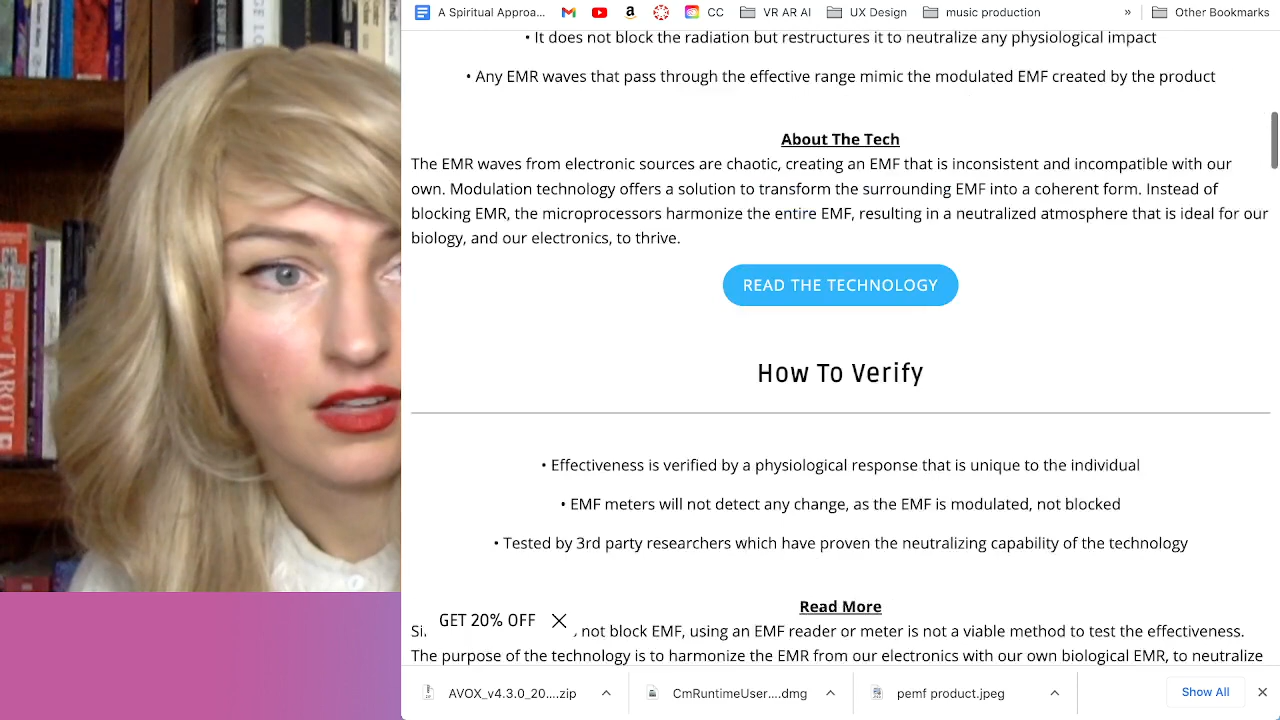 A Spiritual Approa...
CC
VR AR AI
UX Design
music production
»
Other Bookmarks
• It does not block the radiation but restructures it to neutralize any physiological impact
• Any EMR waves that pass through the effective range mimic the modulated EMF created by the product
About The Tech
The EMR waves from electronic sources are chaotic, creating an EMF that is inconsistent and incompatible with our
own. Modulation technology offers a solution to transform the surrounding EMF into a coherent form. Instead of
blocking EMR, the microprocessors harmonize the entire EMF, resulting in a neutralized atmosphere that is ideal for our
biology, and our electronics, to thrive.
READ THE TECHNOLOGY
How To Verify
• Effectiveness is verified by a physiological response that is unique to the individual
• EMF meters will not detect any change, as the EMF is modulated, not blocked
• Tested by 3rd party researchers which have proven the neutralizing capability of the technology
Read More
GET 20% OFF
not block EMF, using an EMF reader or meter is not a viable method to test the effectiveness.
The purpose of the technology is to harmonize the EMR from our electronics with our own biological EMR, to neutralize
AVOX_v4.3.0_20....zip
CmRuntimeUser....dmg
pemf product.jpeg
Show All
TAROT